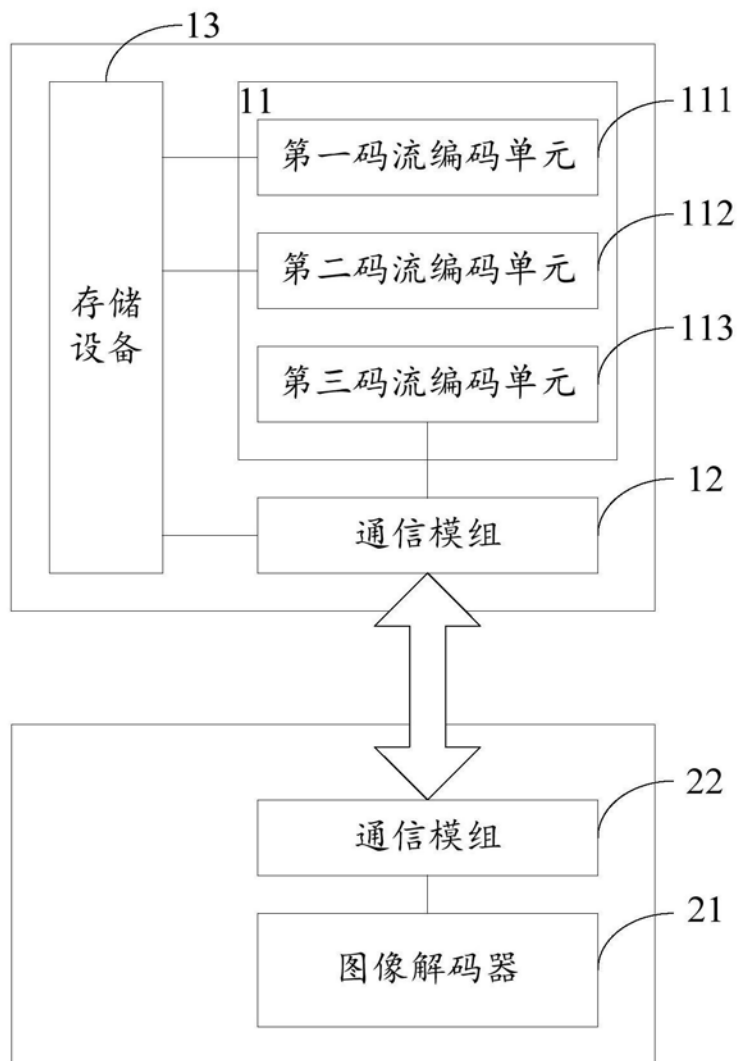 13
11
111
第一码流编码单元
112
第二码流编码单元
存储
设备
113
第三码流编码单元
12
通信模组
22
通信模组
21
图像解码器